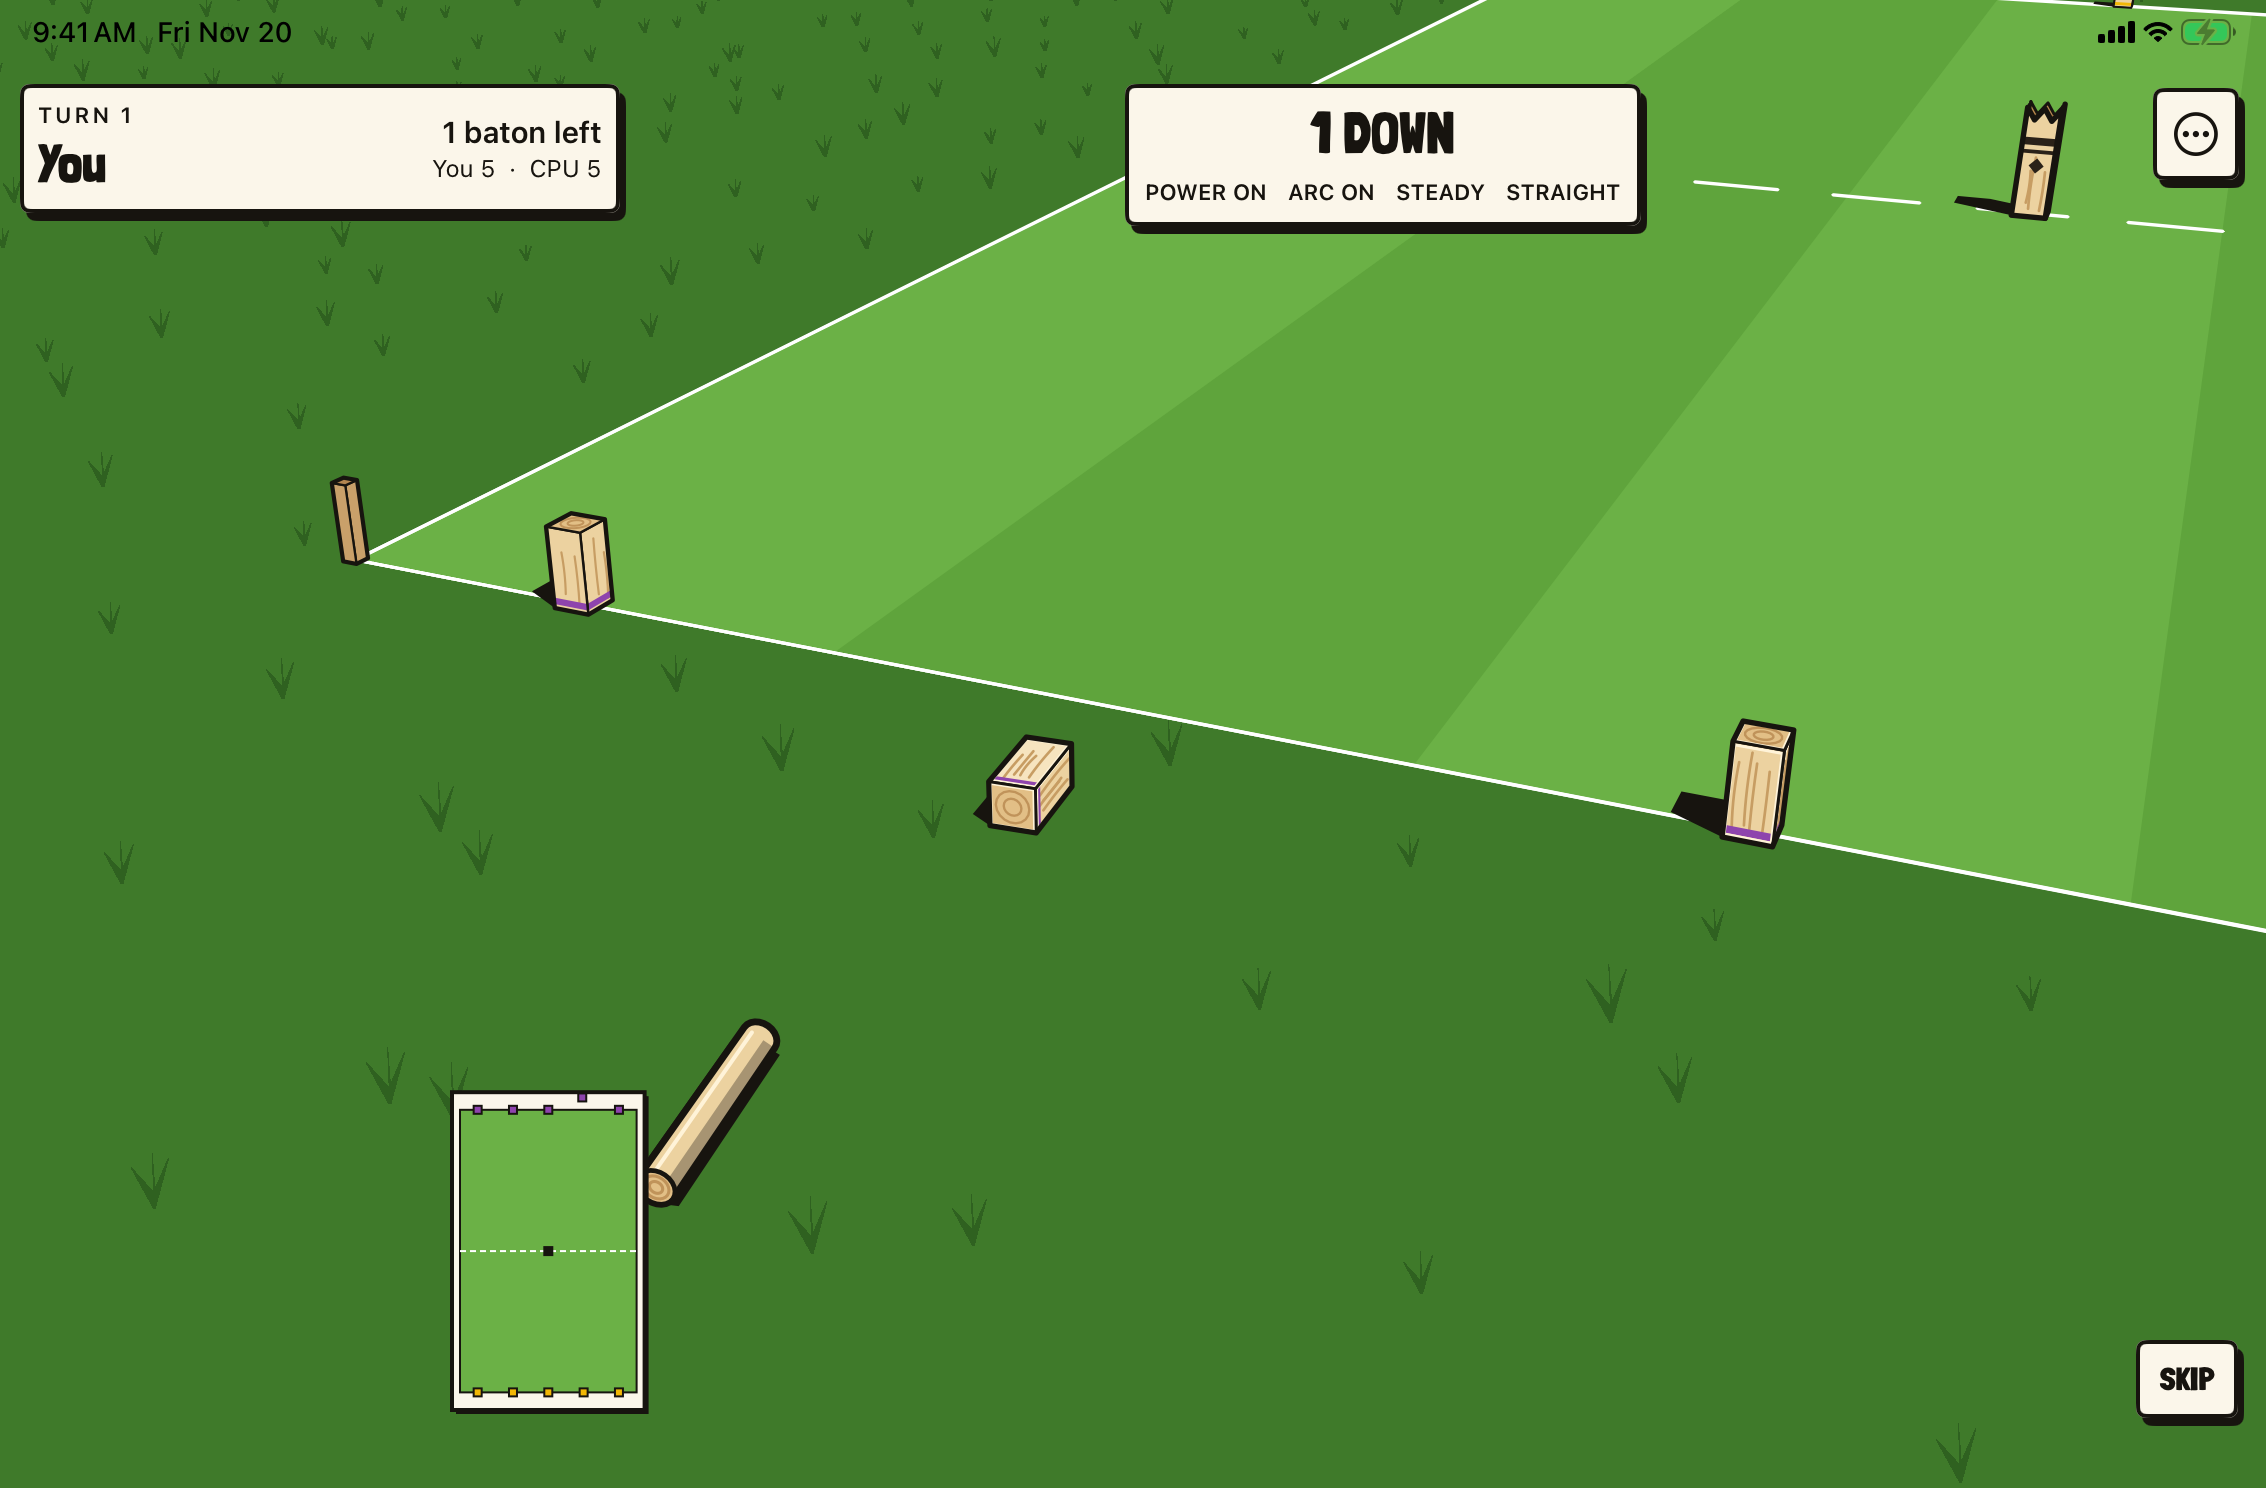 9:41 AM Fri Nov 20
TURN 1
You
1 baton left
You 5 · CPU 5
1 DOWN
POWER ON ARC ON STEADY STRAIGHT
SKIP